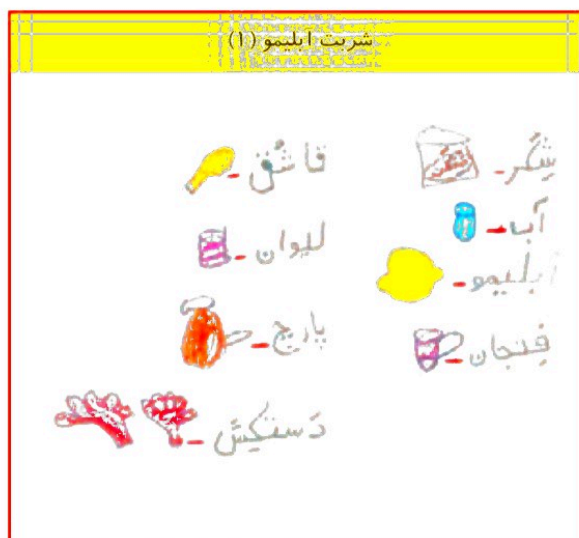 شربت آبلیمو (۱)
شِکَر
آب
آبلیمو
فِنجان
قاشُق
لیوان
پارچ
دَستکِش